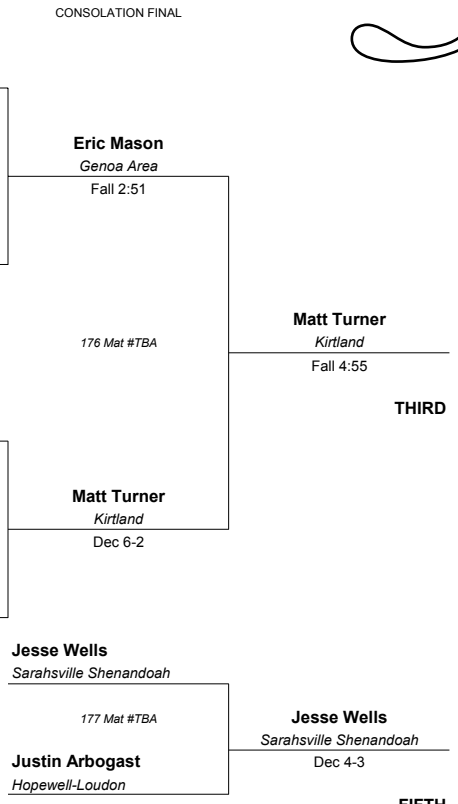 CONSOLATION FINAL
Eric Mason
Genoa Area
Fall 2:51
176 Mat #TBA
Matt Turner
Kirtland
Fall 4:55
THIRD
Matt Turner
Kirtland
Dec 6-2
Jesse Wells
Sarahsville Shenandoah
177 Mat #TBA
Jesse Wells
Sarahsville Shenandoah
Dec 4-3
Justin Arbogast
Hopewell-Loudon
FIFTH